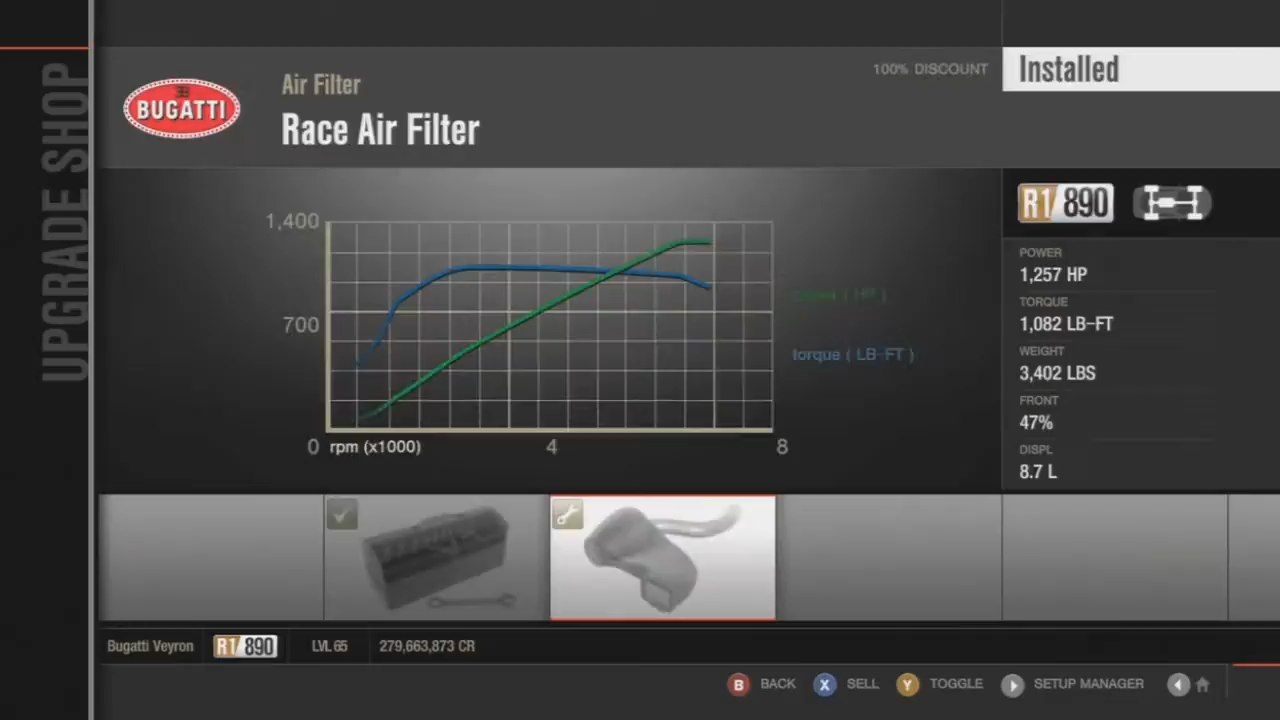 UPGRADE SHOP
BUGATTI
Air Filter
Race Air Filter
100% DISCOUNT
Installed
R1 890
POWER
1,257 HP
TORQUE
1,082 LB-FT
WEIGHT
3,402 LBS
FRONT
47%
DISPL
8.7 L
1,400
700
0
rpm (x1000)
4
8
power ( HP )
torque ( LB-FT )
Bugatti Veyron
R1 890
LVL 65
279,663,873 CR
B BACK
X SELL
Y TOGGLE
SETUP MANAGER